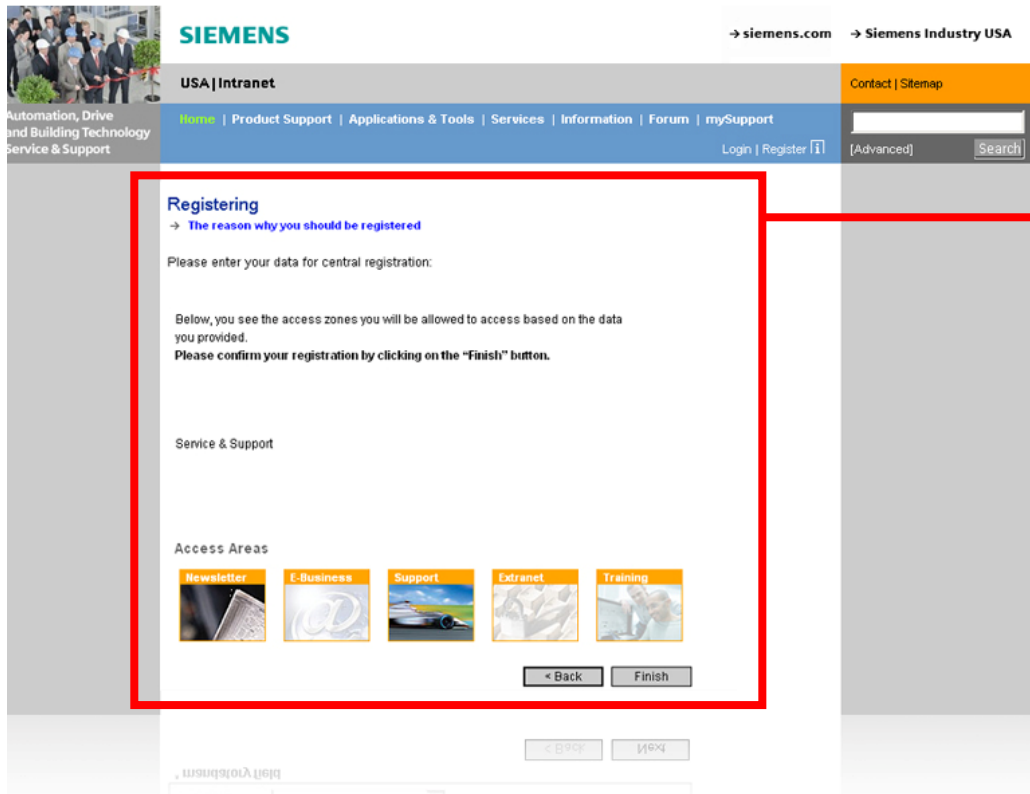 SIEMENS
→ siemens.com → Siemens Industry USA
USA|Intranet
Contact | Sitemap
Automation, Drive
and Building Technology
Service & Support
Home | Product Support | Applications & Tools | Services | Information | Forum | mySupport
Login | Register i
[Advanced] Search
Registering
→ The reason why you should be registered
Please enter your data for central registration:
Below, you see the access zones you will be allowed to access based on the data
you provided.
Please confirm your registration by clicking on the “Finish” button.
Service & Support
Access Areas
Newsletter E-Business Support Extranet Training
< Back Finish
< Back Next
* mandatory field